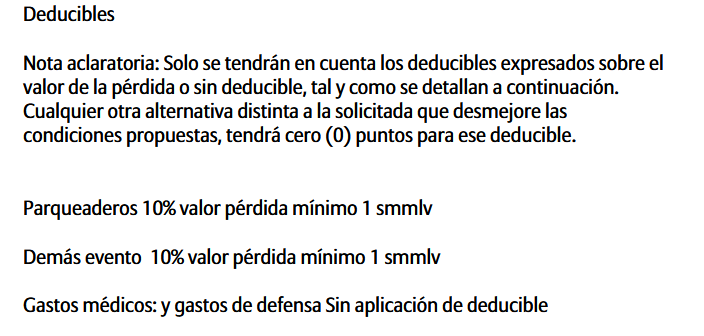 Deducibles
Nota aclaratoria: Solo se tendrán en cuenta los deducibles expresados sobre el
valor de la pérdida o sin deducible, tal y como se detallan a continuación.
Cualquier otra alternativa distinta a la solicitada que desmejore las
condiciones propuestas, tendrá cero (0) puntos para ese deducible.
Parqueaderos 10% valor pérdida mínimo 1 smmlv
Demás evento  10% valor pérdida mínimo 1 smmlv
Gastos médicos: y gastos de defensa Sin aplicación de deducible